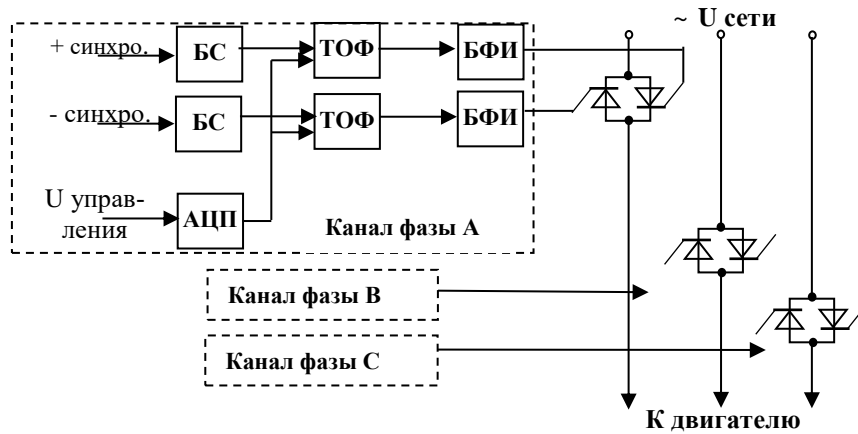 ~ U сети
+ синхро.
БС
ТОФ
БФИ
- синхро.
БС
ТОФ
БФИ
U управ-
ления
АЦП
Канал фазы А
Канал фазы В
Канал фазы С
К двигателю